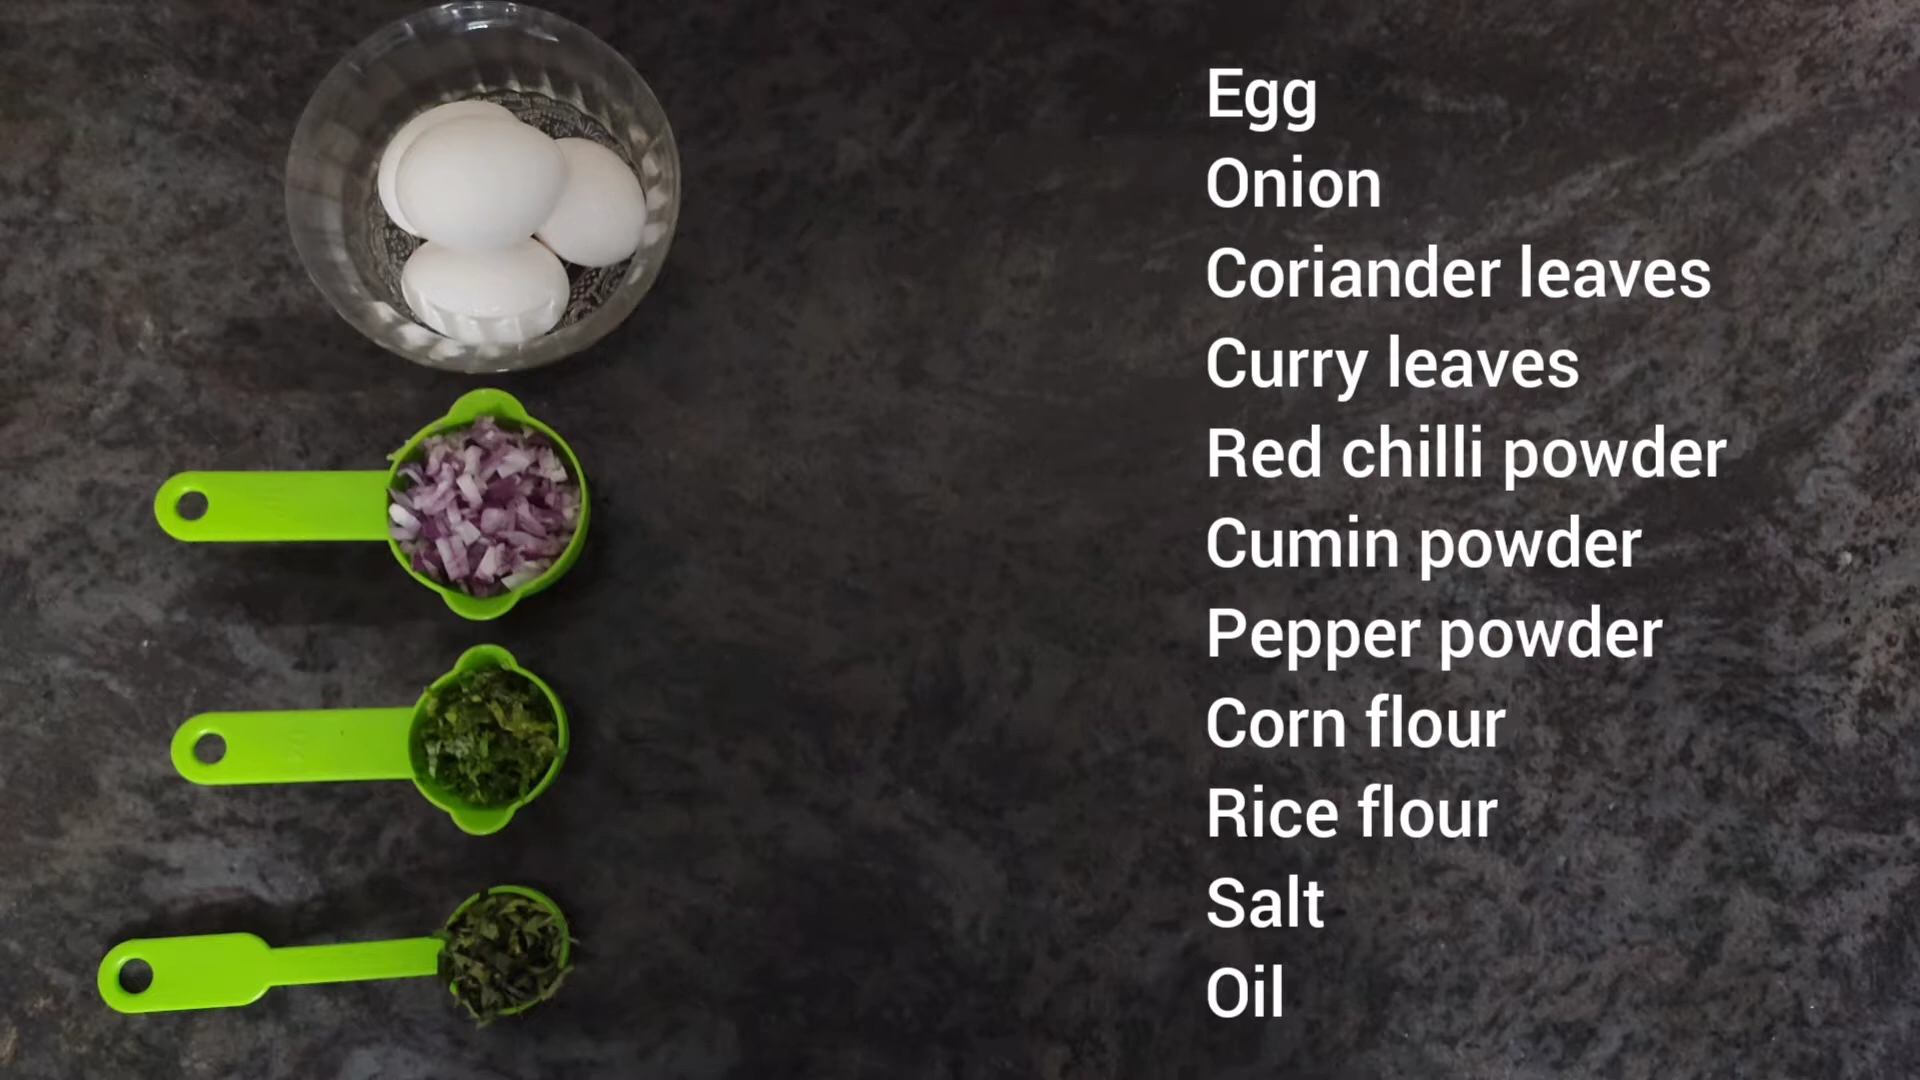 Egg
Onion
Coriander leaves
Curry leaves
Red chilli powder
Cumin powder
Pepper powder
Corn flour
Rice flour
Salt
Oil